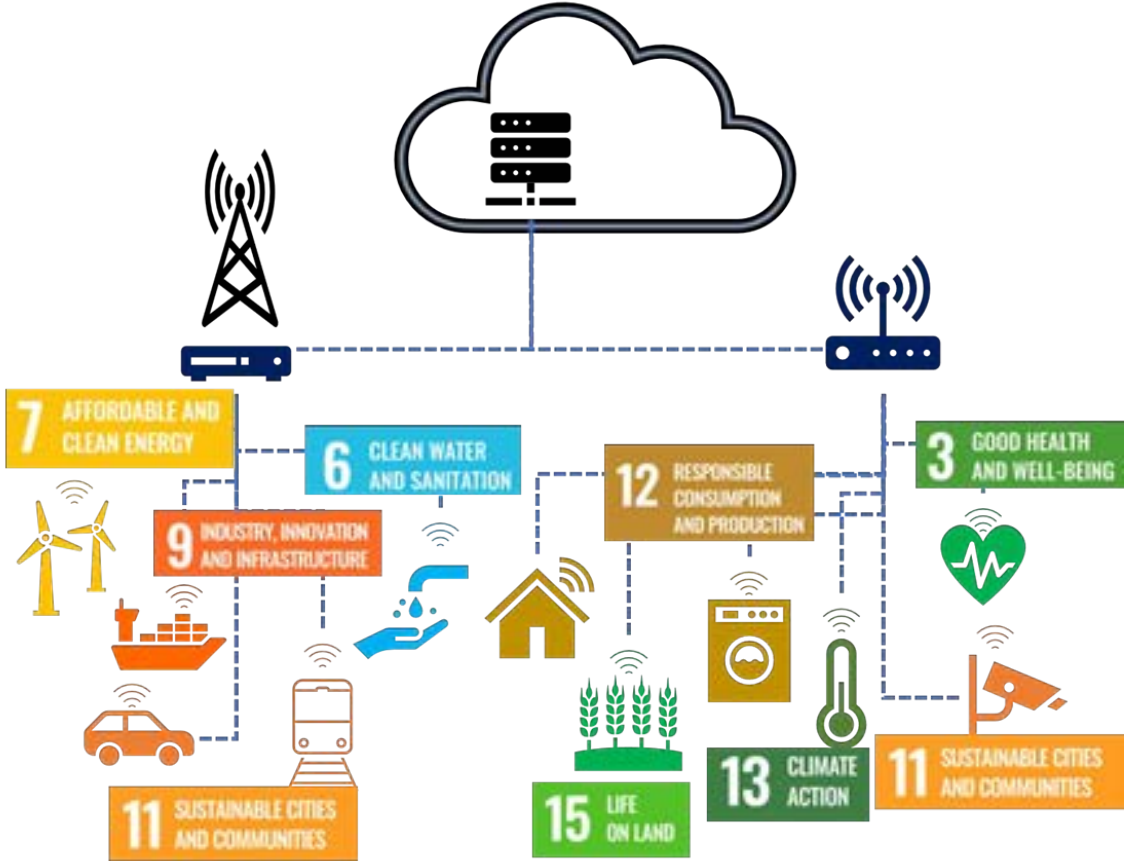 7 AFFORDABLE AND
CLEAN ENERGY
6 CLEAN WATER
AND SANITATION
9 INDUSTRY, INNOVATION
AND INFRASTRUCTURE
12 RESPONSIBLE
CONSUMPTION
AND PRODUCTION
3 GOOD HEALTH
AND WELL-BEING
11 SUSTAINABLE CITIES
AND COMMUNITIES
15 LIFE
ON LAND
13 CLIMATE
ACTION
11 SUSTAINABLE CITIES
AND COMMUNITIES